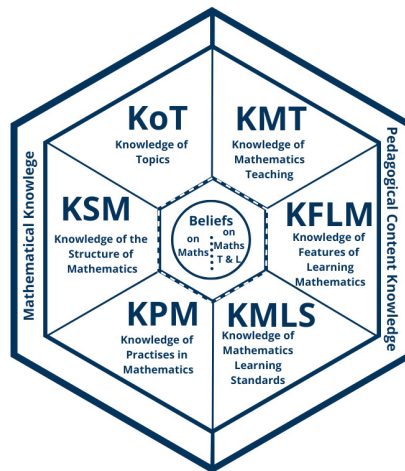 KoT
Knowledge of
Topics
KMT
Knowledge of
Mathematics
Teaching
Mathematical Knowlege
KSM
Knowledge of the
Structure of
Mathematics
Beliefs
on
Maths
on
Maths
T & L
KFLM
Knowledge of
Features of
Learning
Mathematics
Pedagogical Content Knowledge
KPM
Knowledge of
Practises in
Mathematics
KMLS
Knowledge of
Mathematics
Learning
Standards